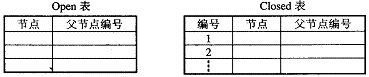 Open 表
节点 父节点编号
Closed 表
编号 节点 父节点编号
1
2
⋮